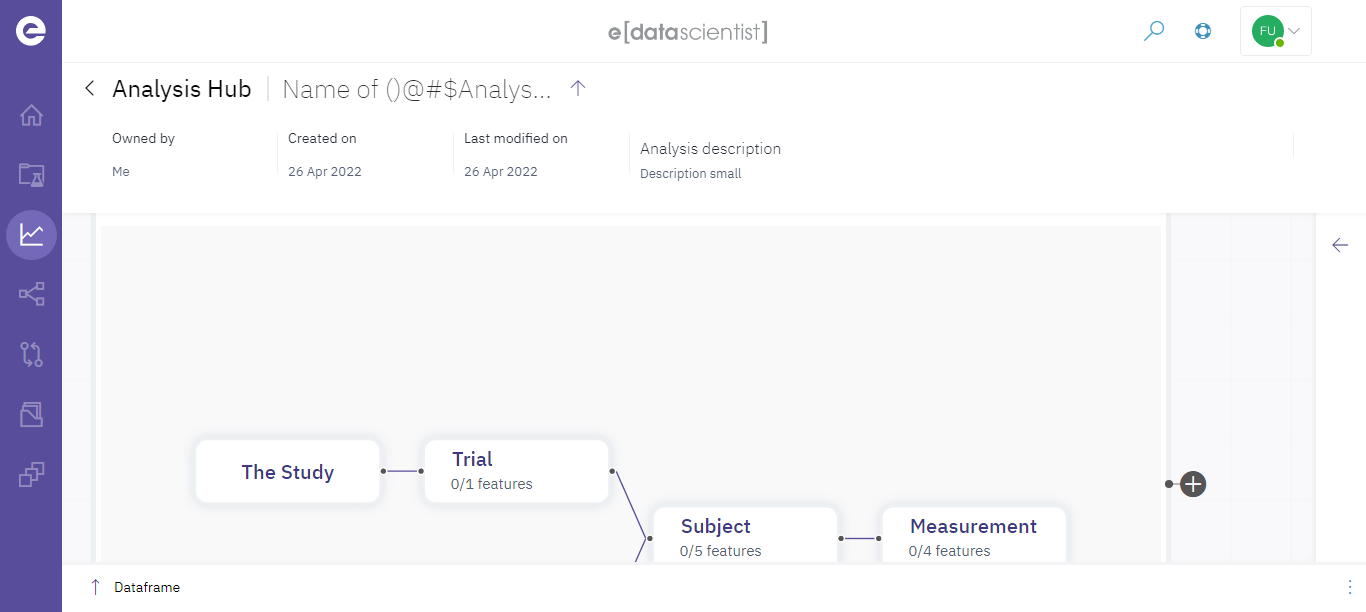 e[datascientist]
FU
Analysis Hub
Name of ()@#$Analys...
Owned by
Created on
Last modified on
Analysis description
Me
26 Apr 2022
26 Apr 2022
Description small
The Study
Trial
0/1 features
Subject
0/5 features
Measurement
0/4 features
Dataframe